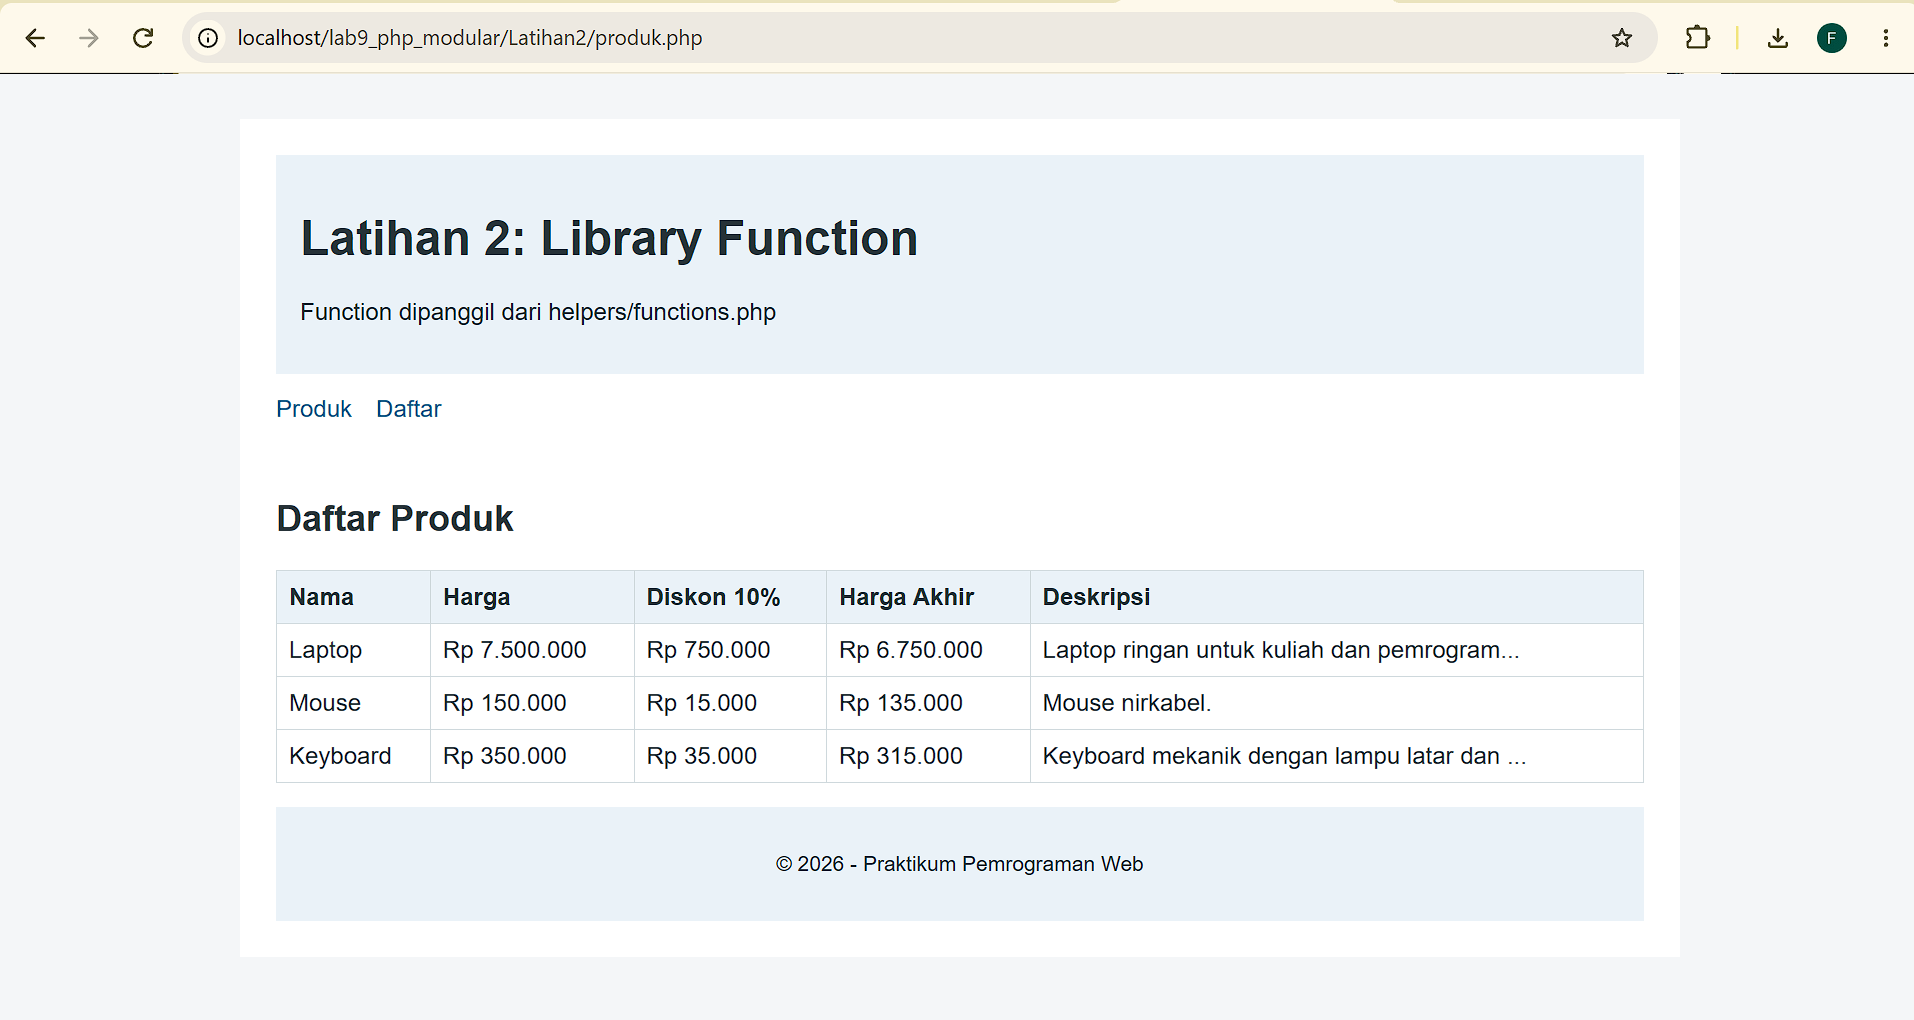 localhost/lab9_php_modular/Latihan2/produk.php
F
Latihan 2: Library Function
Function dipanggil dari helpers/functions.php
Produk Daftar
Daftar Produk
Nama Harga Diskon 10% Harga Akhir Deskripsi
Laptop Rp 7.500.000 Rp 750.000 Rp 6.750.000 Laptop ringan untuk kuliah dan pemrogram...
Mouse Rp 150.000 Rp 15.000 Rp 135.000 Mouse nirkabel.
Keyboard Rp 350.000 Rp 35.000 Rp 315.000 Keyboard mekanik dengan lampu latar dan ...
© 2026 - Praktikum Pemrograman Web